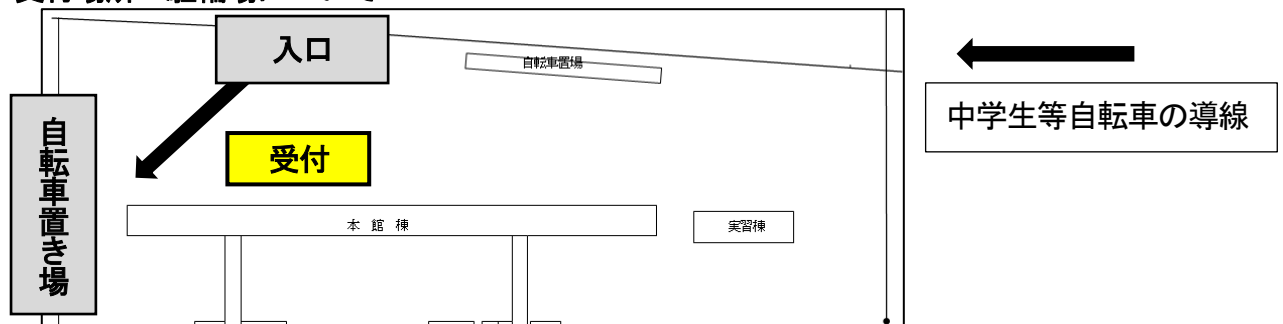 入口
自転車置場
中学生等自転車の導線
自転車置き場
受付
本館棟
実習棟